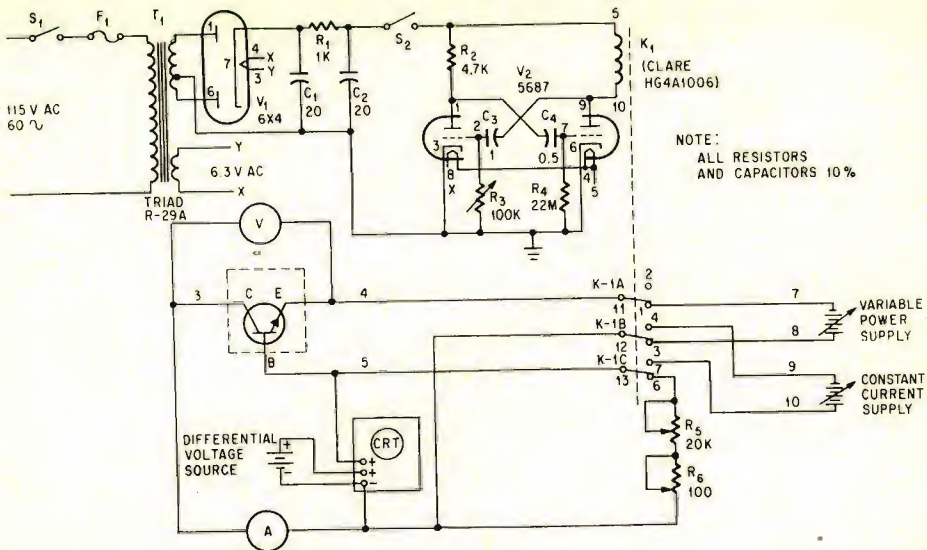 S1
F1
T1
115 V AC
60 ∿
TRIAD
R-29A
6.3 V AC
Y
X
1
6
7
4 X
3 Y
V1
6X4
R1
1K
C1
20
C2
20
S2
R2
4.7K
V2
5687
1
2
3
8
X
C3
1
C4
0.5
7
9
6
4
5
R3
100K
R4
22M
5
10
K1
(CLARE
HG4A1006)
NOTE:
ALL RESISTORS
AND CAPACITORS 10%
V
3
C
E
B
4
5
K-1A
11
2
1
K-1B
12
4
3
K-1C
13
7
6
7
8
VARIABLE
POWER
SUPPLY
9
10
CONSTANT
CURRENT
SUPPLY
DIFFERENTIAL
VOLTAGE
SOURCE
+
-
CRT
+
+
-
R5
20K
R6
100
A